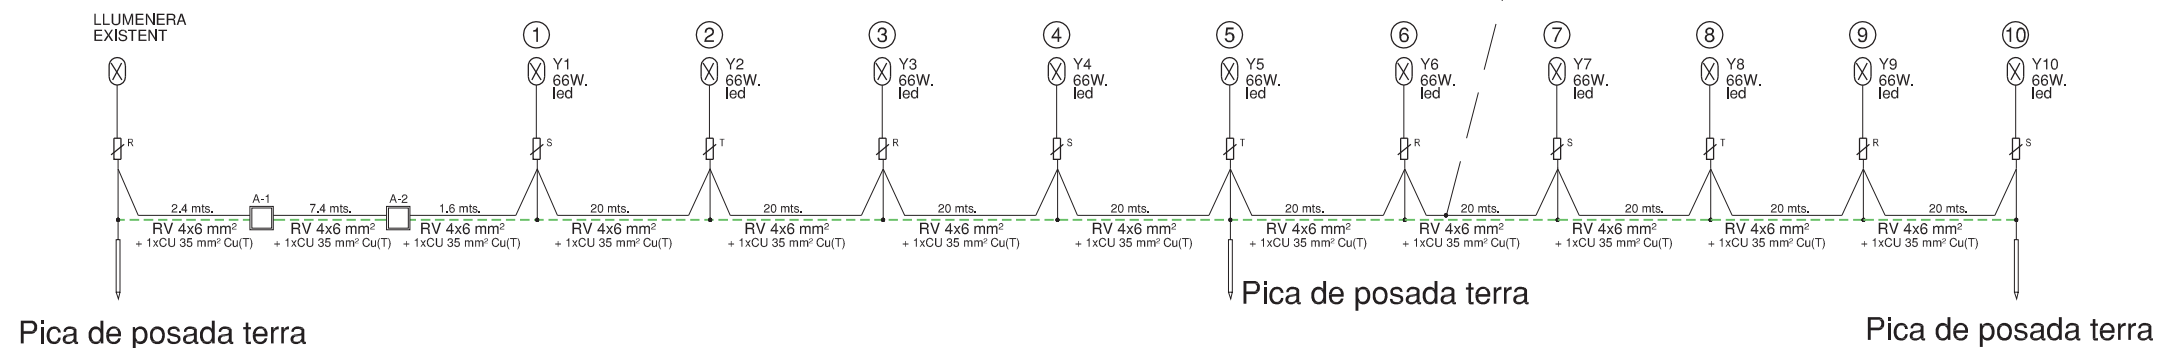 LLUMENERA
EXISTENT
1
2
3
4
5
6
7
8
9
10
Y1
66W.
led
Y2
66W.
led
Y3
66W.
led
Y4
66W.
led
Y5
66W.
led
Y6
66W.
led
Y7
66W.
led
Y8
66W.
led
Y9
66W.
led
Y10
66W.
led
R
S
T
R
S
T
R
S
T
R
S
2.4 mts.
A-1
7.4 mts.
A-2
1.6 mts.
20 mts.
20 mts.
20 mts.
20 mts.
20 mts.
20 mts.
20 mts.
20 mts.
20 mts.
RV 4x6 mm²
+ 1xCU 35 mm² Cu(T)
RV 4x6 mm²
+ 1xCU 35 mm² Cu(T)
RV 4x6 mm²
+ 1xCU 35 mm² Cu(T)
RV 4x6 mm²
+ 1xCU 35 mm² Cu(T)
RV 4x6 mm²
+ 1xCU 35 mm² Cu(T)
RV 4x6 mm²
+ 1xCU 35 mm² Cu(T)
RV 4x6 mm²
+ 1xCU 35 mm² Cu(T)
RV 4x6 mm²
+ 1xCU 35 mm² Cu(T)
RV 4x6 mm²
+ 1xCU 35 mm² Cu(T)
RV 4x6 mm²
+ 1xCU 35 mm² Cu(T)
RV 4x6 mm²
+ 1xCU 35 mm² Cu(T)
RV 4x6 mm²
+ 1xCU 35 mm² Cu(T)
Pica de posada terra
Pica de posada terra
Pica de posada terra